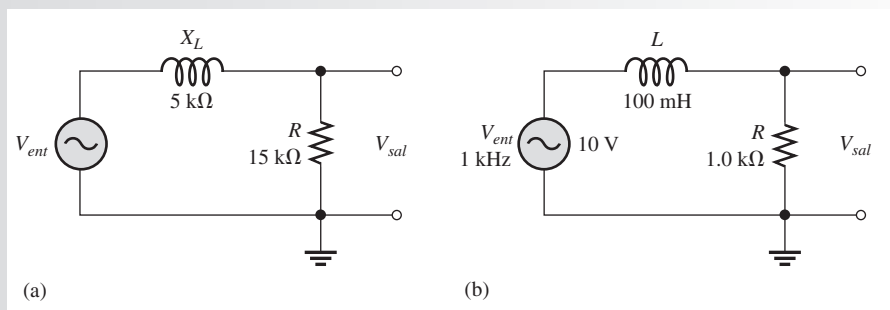 X_L
5 kΩ
V_ent
R
15 kΩ
V_sal
(a)
L
100 mH
V_ent
1 kHz
10 V
R
1.0 kΩ
V_sal
(b)